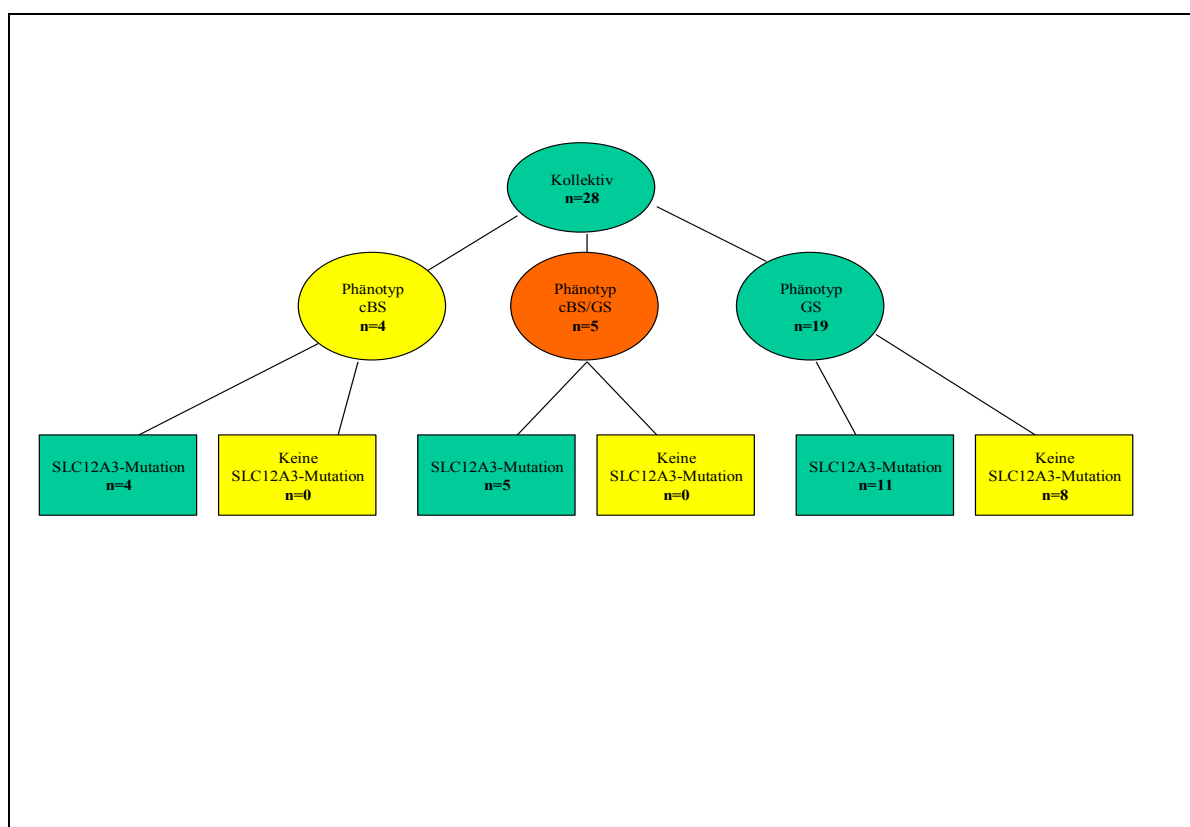 Kollektiv
n=28
Phänotyp
cBS
n=4
Phänotyp
cBS/GS
n=5
Phänotyp
GS
n=19
SLC12A3-Mutation
n=4
Keine
SLC12A3-Mutation
n=0
SLC12A3-Mutation
n=5
Keine
SLC12A3-Mutation
n=0
SLC12A3-Mutation
n=11
Keine
SLC12A3-Mutation
n=8